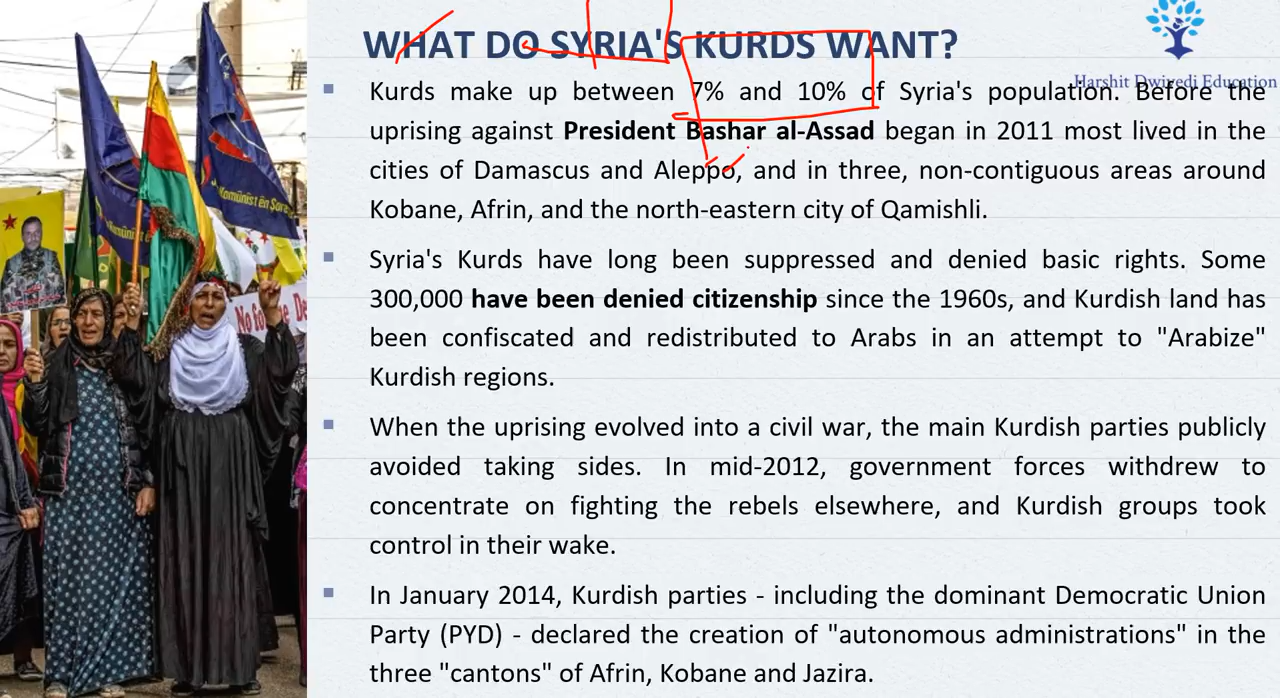 WHAT DO SYRIA'S KURDS WANT?
Harshit Dwivedi Education
Kurds make up between 7% and 10% of Syria's population. Before the
uprising against President Bashar al-Assad began in 2011 most lived in the
cities of Damascus and Aleppo, and in three, non-contiguous areas around
Kobane, Afrin, and the north-eastern city of Qamishli.
Syria's Kurds have long been suppressed and denied basic rights. Some
300,000 have been denied citizenship since the 1960s, and Kurdish land has
been confiscated and redistributed to Arabs in an attempt to "Arabize"
Kurdish regions.
When the uprising evolved into a civil war, the main Kurdish parties publicly
avoided taking sides. In mid-2012, government forces withdrew to
concentrate on fighting the rebels elsewhere, and Kurdish groups took
control in their wake.
In January 2014, Kurdish parties - including the dominant Democratic Union
Party (PYD) - declared the creation of "autonomous administrations" in the
three "cantons" of Afrin, Kobane and Jazira.